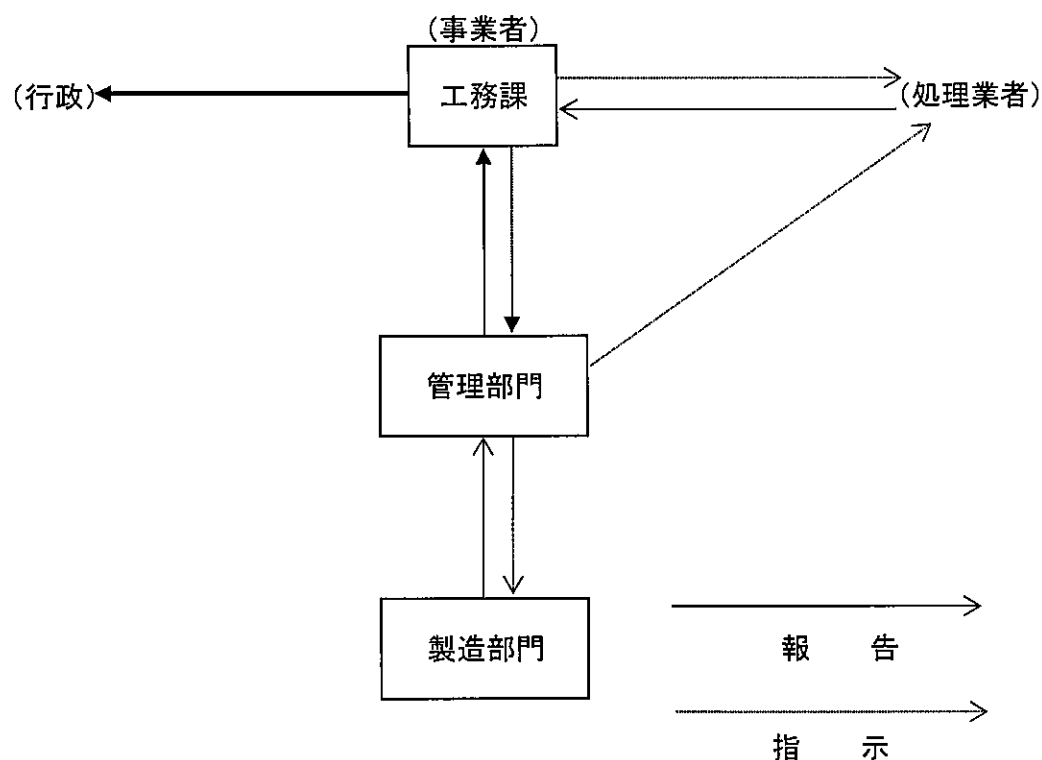 (事業者)
工務課
(行政)
(処理業者)
管理部門
製造部門
報 告
指 示